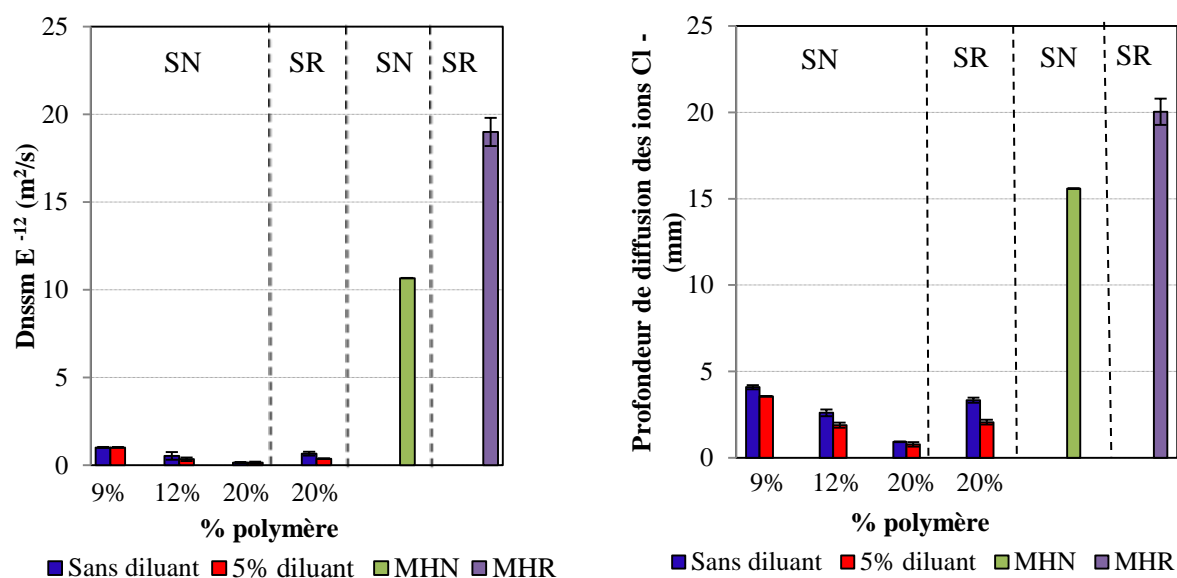 25
20
15
10
5
0
Dnssm E -12 (m²/s)
SN
SR
SN
SR
9%
12%
20%
20%
% polymère
Sans diluant
5% diluant
MHN
MHR
25
20
15
10
5
0
Profondeur de diffusion des ions Cl -
(mm)
SN
SR
SN
SR
9%
12%
20%
20%
% polymère
Sans diluant
5% diluant
MHN
MHR